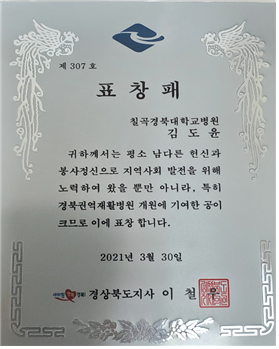 제 307 호
표 창 패
칠곡경북대학교병원
김 도 윤
귀하께서는 평소 남다른 헌신과
봉사정신으로 지역사회 발전을 위해
노력하여 왔을 뿐만 아니라, 특히
경북권역재활병원 개원에 기여한 공이
크므로 이에 표창 합니다.
2021년 3월 30일
경상북도지사 이 철 우